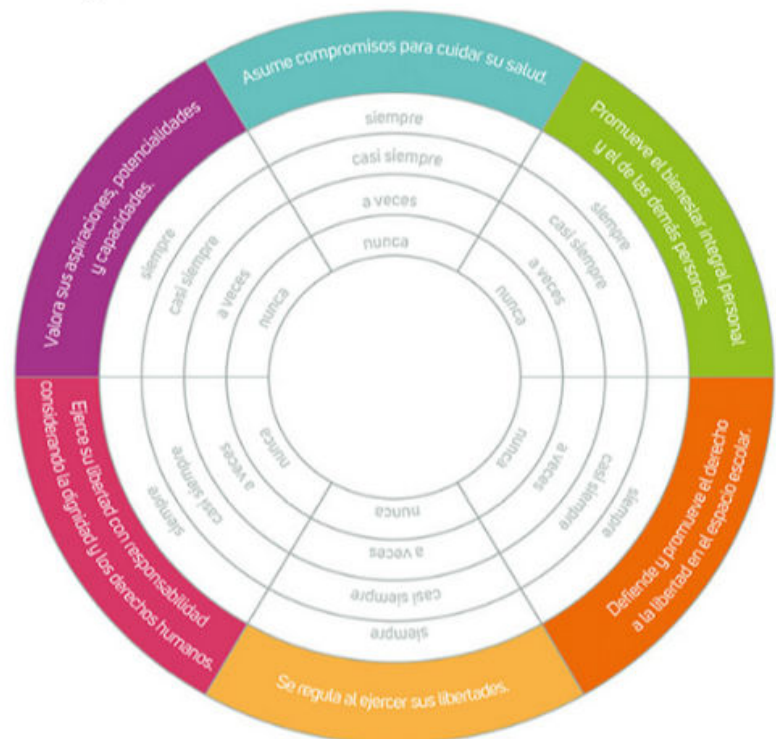 Asume compromisos para cuidar su salud.
siempre
casi siempre
a veces
nunca
Promueve el bienestar integral personal
y el de las demás personas.
siempre
casi siempre
a veces
nunca
Defiende y promueve el derecho
a la libertad en el espacio escolar.
siempre
casi siempre
a veces
nunca
Se regula al ejercer sus libertades.
siempre
casi siempre
a veces
nunca
Ejerce su libertad con responsabilidad
considerando la dignidad y los derechos humanos.
siempre
casi siempre
a veces
nunca
Valora sus aspiraciones, potencialidades
y capacidades.
siempre
casi siempre
a veces
nunca